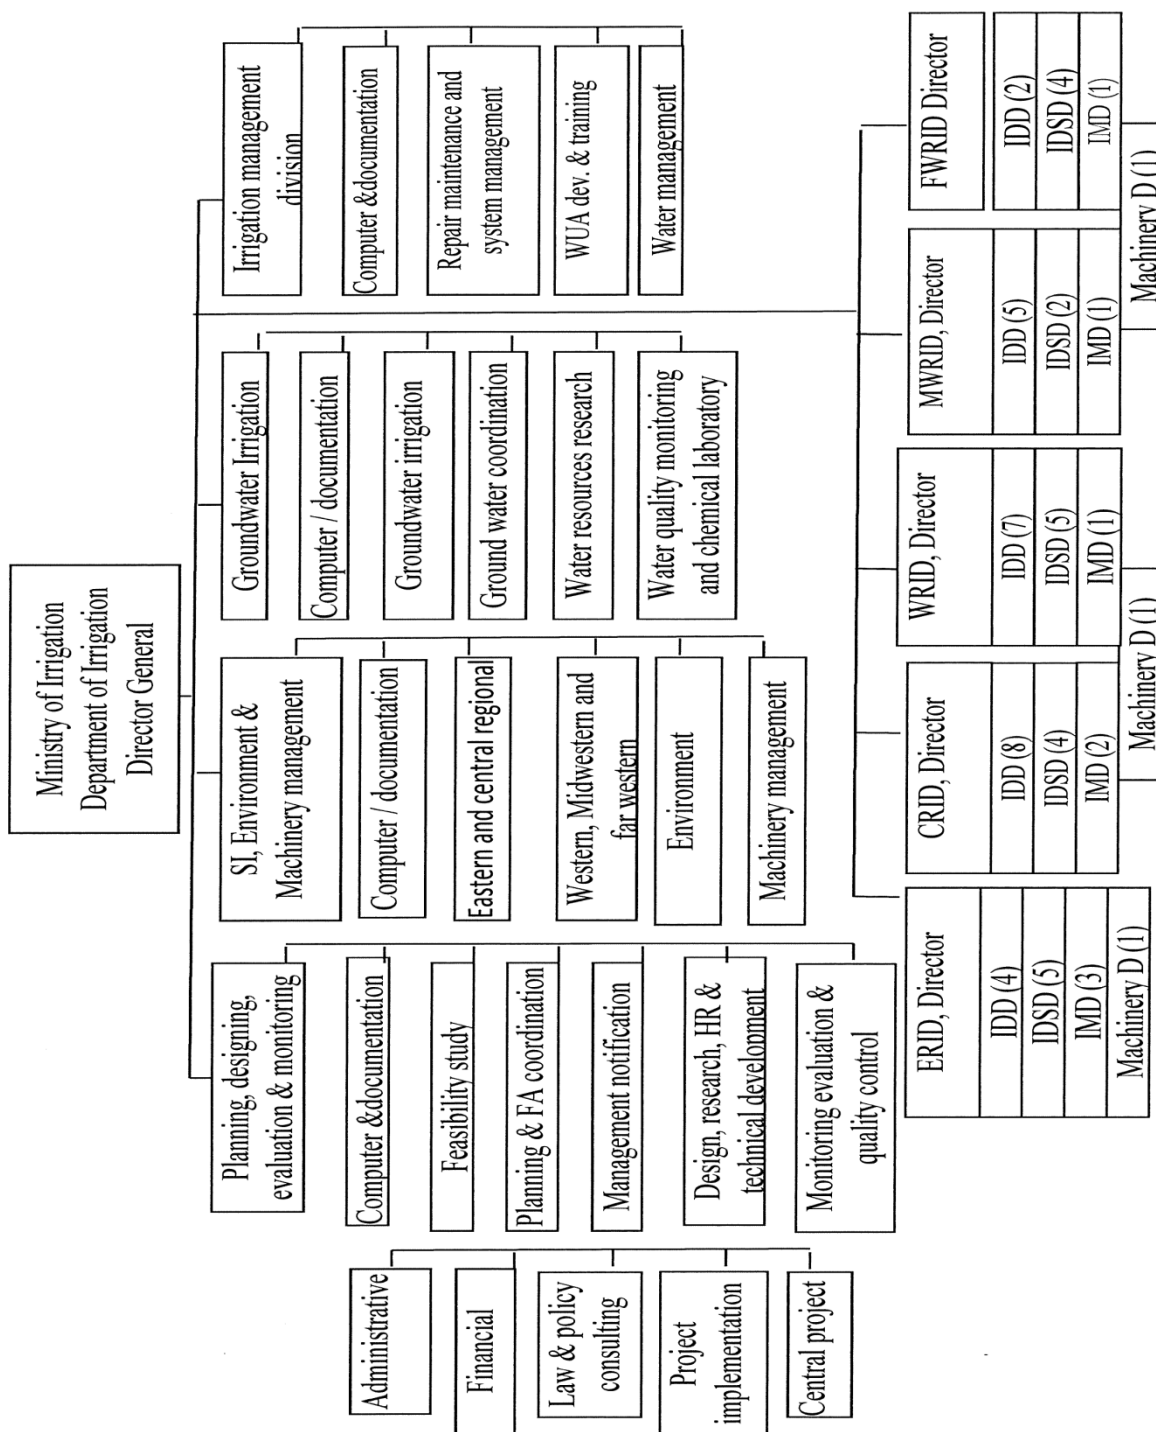 Ministry of Irrigation
Department of Irrigation
Director General
Administrative
Financial
Law & policy
consulting
Project
implementation
Central project
Planning, designing,
evaluation & monitoring
Computer &documentation
Feasibility study
Planning & FA coordination
Management notification
Design, research, HR &
technical development
Monitoring evaluation &
quality control
SI, Environment &
Machinery management
Computer / documentation
Eastern and central regional
Western, Midwestern and
far western
Environment
Machinery management
Groundwater Irrigation
Computer / documentation
Groundwater irrigation
Ground water coordination
Water resources research
Water quality monitoring
and chemical laboratory
Irrigation management
division
Computer &documentation
Repair maintenance and
system management
WUA dev. & training
Water management
ERID, Director
IDD (4)
IDSD (5)
IMD (3)
Machinery D (1)
CRID, Director
IDD (8)
IDSD (4)
IMD (2)
WRID, Director
IDD (7)
IDSD (5)
IMD (1)
Machinery D (1)
MWRID, Director
IDD (5)
IDSD (2)
IMD (1)
FWRID Director
IDD (2)
IDSD (4)
IMD (1)
Machinery D (1)